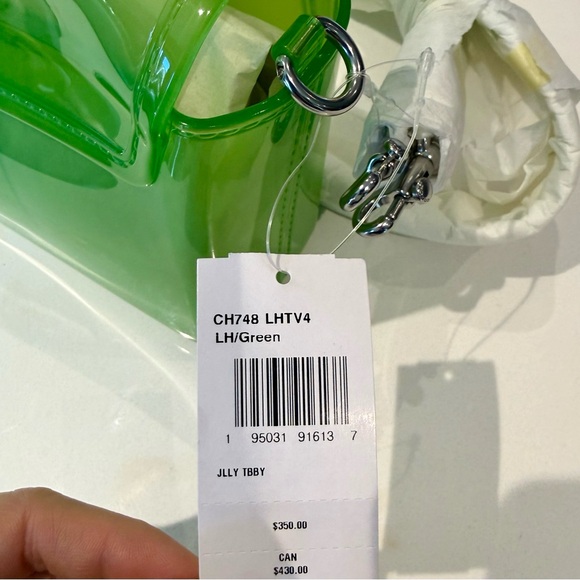 CH748 LHTV4
LH/Green
1 95031 91613 7
JLLY TBBY
$350.00
CAN
$430.00